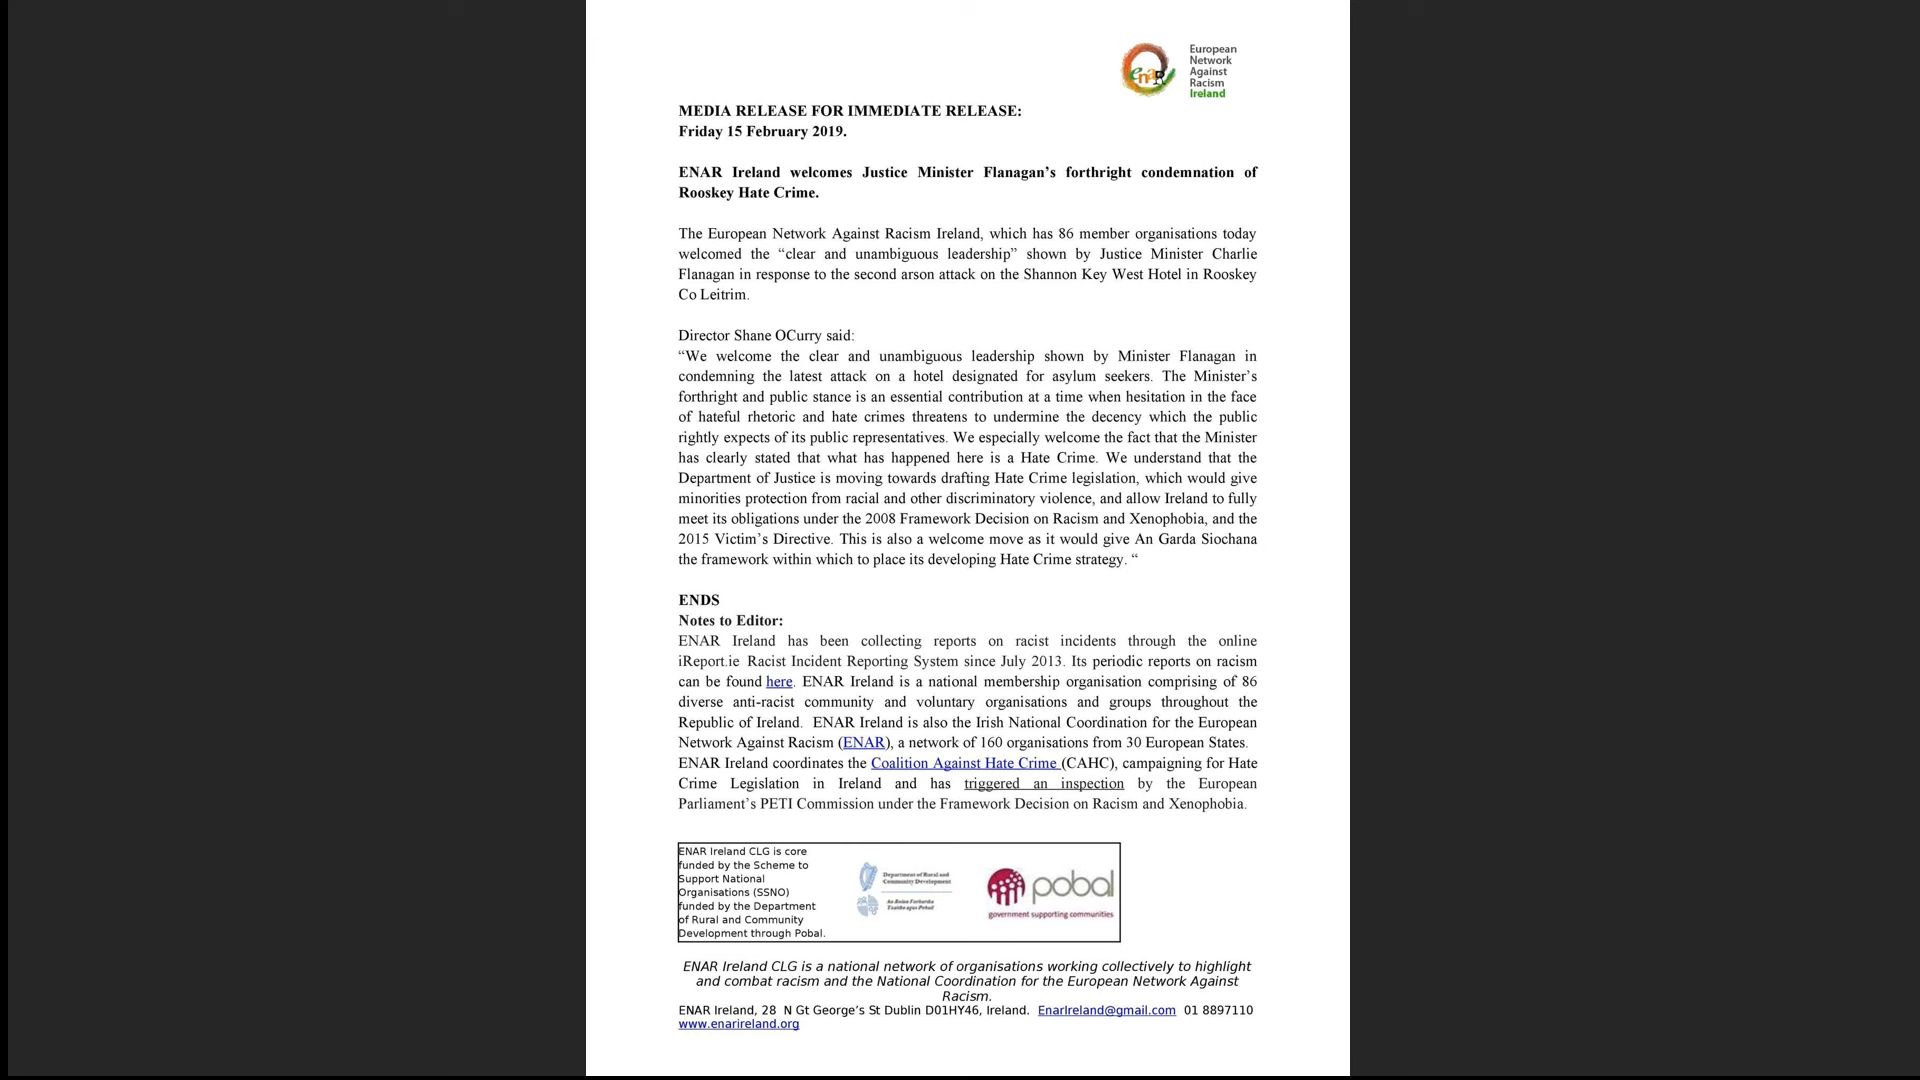 European
Network
Against
Racism
Ireland
enar
MEDIA RELEASE FOR IMMEDIATE RELEASE:
Friday 15 February 2019.
ENAR Ireland welcomes Justice Minister Flanagan’s forthright condemnation of
Rooskey Hate Crime.
The European Network Against Racism Ireland, which has 86 member organisations today
welcomed the “clear and unambiguous leadership” shown by Justice Minister Charlie
Flanagan in response to the second arson attack on the Shannon Key West Hotel in Rooskey
Co Leitrim.
Director Shane OCurry said:
“We welcome the clear and unambiguous leadership shown by Minister Flanagan in
condemning the latest attack on a hotel designated for asylum seekers. The Minister’s
forthright and public stance is an essential contribution at a time when hesitation in the face
of hateful rhetoric and hate crimes threatens to undermine the decency which the public
rightly expects of its public representatives. We especially welcome the fact that the Minister
has clearly stated that what has happened here is a Hate Crime. We understand that the
Department of Justice is moving towards drafting Hate Crime legislation, which would give
minorities protection from racial and other discriminatory violence, and allow Ireland to fully
meet its obligations under the 2008 Framework Decision on Racism and Xenophobia, and the
2015 Victim’s Directive. This is also a welcome move as it would give An Garda Siochana
the framework within which to place its developing Hate Crime strategy. “
ENDS
Notes to Editor:
ENAR Ireland has been collecting reports on racist incidents through the online
iReport.ie Racist Incident Reporting System since July 2013. Its periodic reports on racism
can be found here. ENAR Ireland is a national membership organisation comprising of 86
diverse anti-racist community and voluntary organisations and groups throughout the
Republic of Ireland. ENAR Ireland is also the Irish National Coordination for the European
Network Against Racism (ENAR), a network of 160 organisations from 30 European States.
ENAR Ireland coordinates the Coalition Against Hate Crime (CAHC), campaigning for Hate
Crime Legislation in Ireland and has triggered an inspection by the European
Parliament’s PETI Commission under the Framework Decision on Racism and Xenophobia.
ENAR Ireland CLG is core
funded by the Scheme to
Support National
Organisations (SSNO)
funded by the Department
of Rural and Community
Development through Pobal.
Department of Rural and
Community Development
An Roinn Forbartha
Tuaithe agus Pobail
pobal
government supporting communities
ENAR Ireland CLG is a national network of organisations working collectively to highlight
and combat racism and the National Coordination for the European Network Against
Racism.
ENAR Ireland, 28 N Gt George’s St Dublin D01HY46, Ireland. EnarIreland@gmail.com 01 8897110
www.enarireland.org